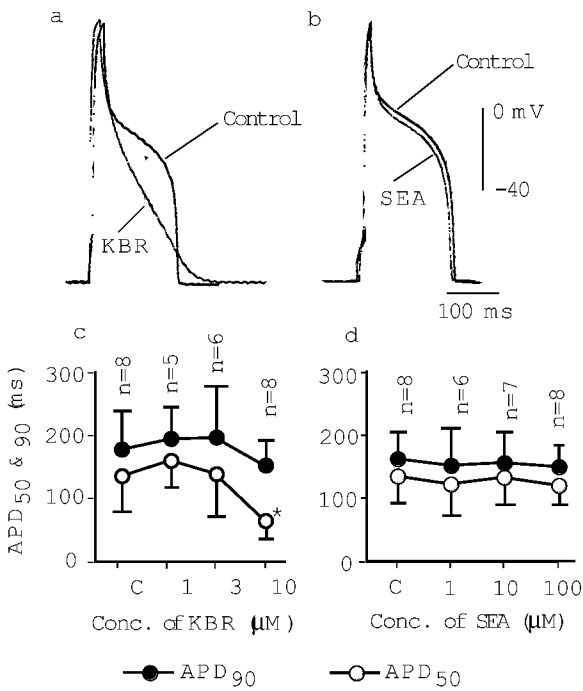 a
b
Control
Control
0 mV
-40
KBR
SEA
100 ms
c
d
APD50 & 90 (ms)
300
200
100
0
n=8
n=5
n=6
n=8
*
C 1 3 10
Conc. of KBR (μM)
300
200
100
0
n=8
n=6
n=7
n=8
C 1 10 100
Conc. of SEA (μM)
APD90 APD50